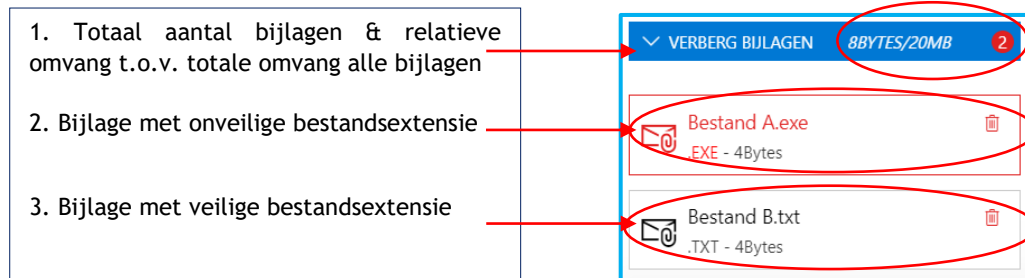 1. Totaal aantal bijlagen & relatieve
omvang t.o.v. totale omvang alle bijlagen
2. Bijlage met onveilige bestandsextensie
3. Bijlage met veilige bestandsextensie
VERBERG BIJLAGEN 8BYTES/20MB 2
Bestand A.exe
.EXE - 4Bytes
Bestand B.txt
.TXT - 4Bytes